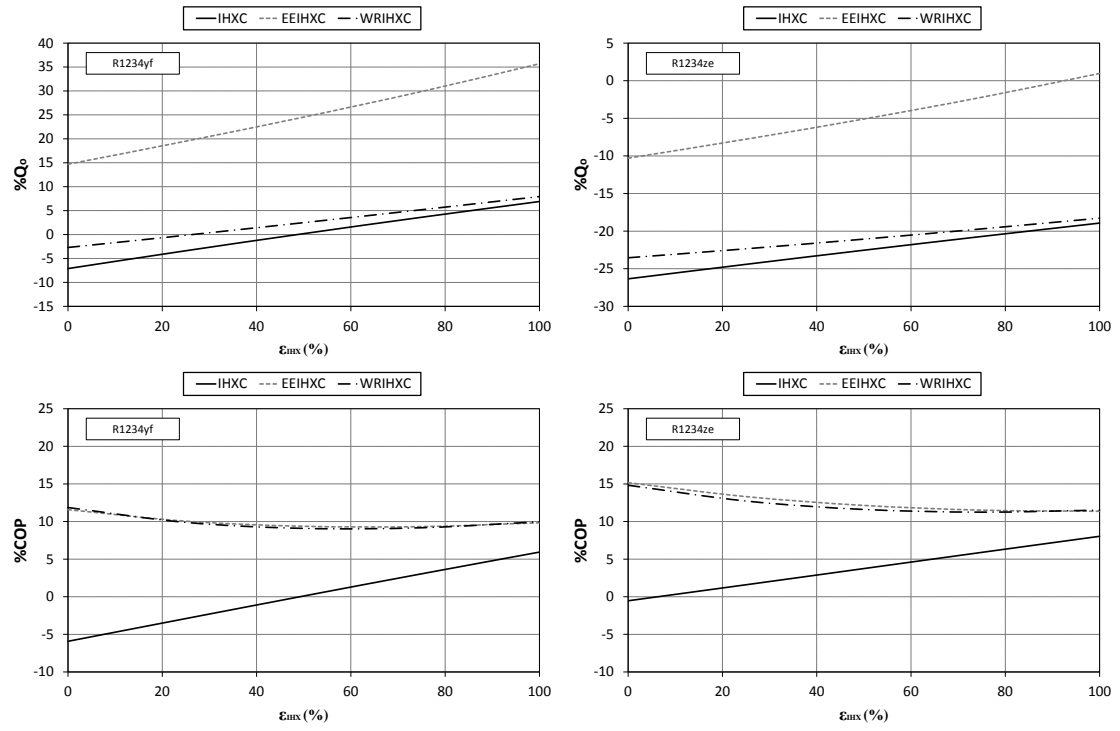 IHXC EEIHXC WRIHXC
R1234yf
40
35
30
25
20
15
10
5
0
-5
-10
-15
%Qo
0 20 40 60 80 100
εIHX (%)
IHXC EEIHXC WRIHXC
R1234ze
5
0
-5
-10
-15
-20
-25
-30
%Qo
0 20 40 60 80 100
εIHX (%)
IHXC EEIHXC WRIHXC
R1234yf
25
20
15
10
5
0
-5
-10
%COP
0 20 40 60 80 100
εIHX (%)
IHXC EEIHXC WRIHXC
R1234ze
25
20
15
10
5
0
-5
-10
%COP
0 20 40 60 80 100
εIHX (%)